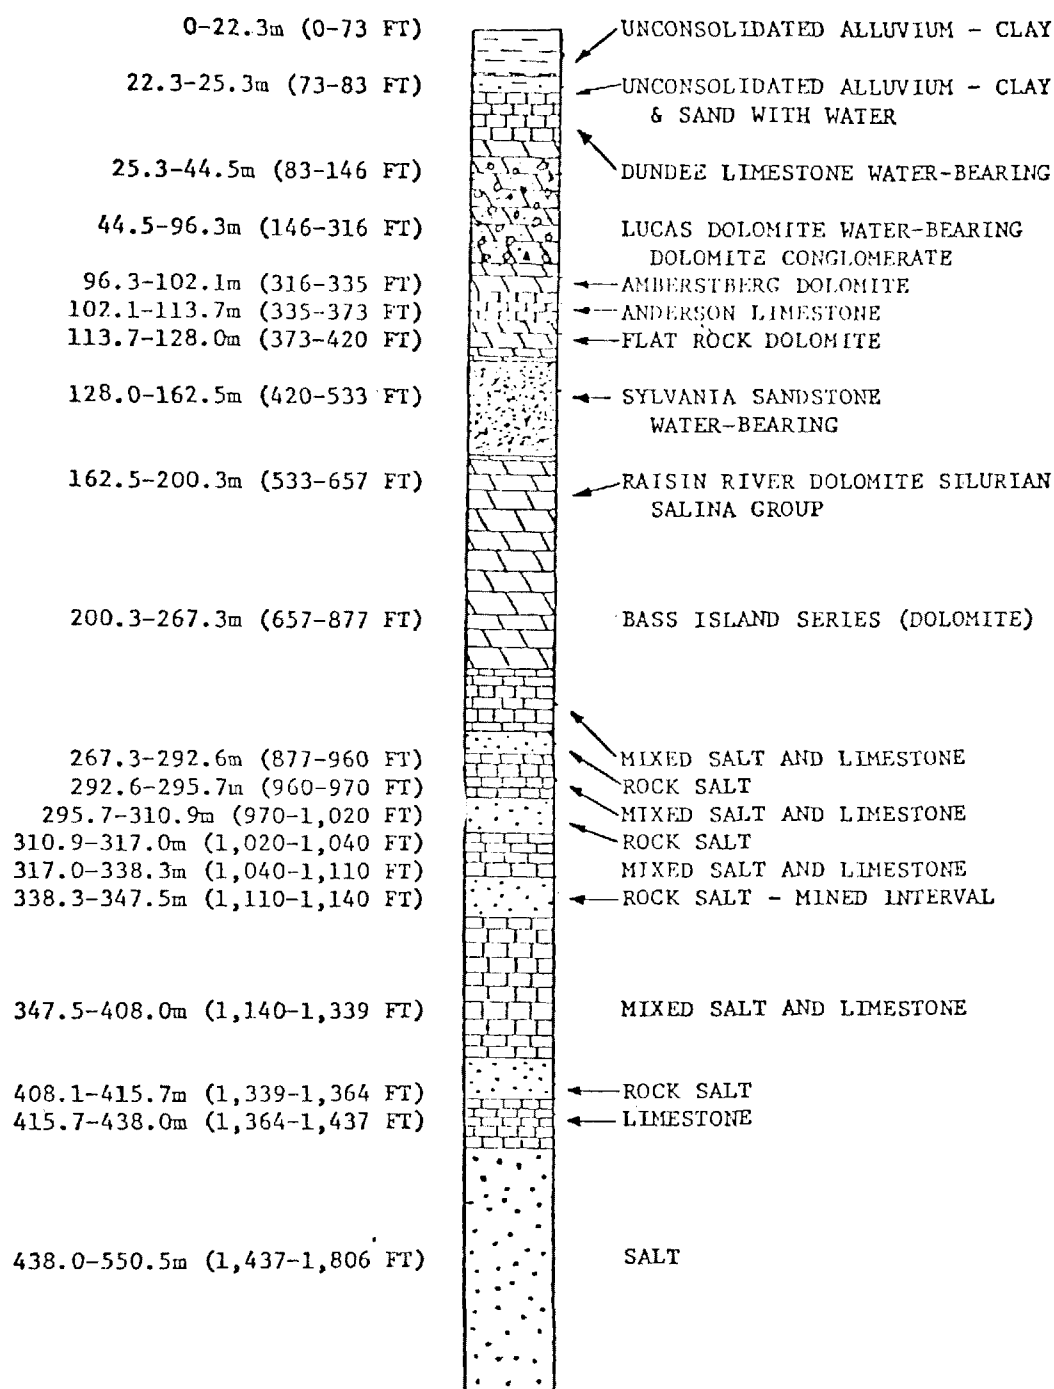 0-22.3m (0-73 FT) UNCONSOLIDATED ALLUVIUM - CLAY
22.3-25.3m (73-83 FT) UNCONSOLIDATED ALLUVIUM - CLAY
& SAND WITH WATER
25.3-44.5m (83-146 FT) DUNDEE LIMESTONE WATER-BEARING
44.5-96.3m (146-316 FT) LUCAS DOLOMITE WATER-BEARING
DOLOMITE CONGLOMERATE
96.3-102.1m (316-335 FT) AMBERSTBERG DOLOMITE
102.1-113.7m (335-373 FT) ANDERSON LIMESTONE
113.7-128.0m (373-420 FT) FLAT ROCK DOLOMITE
128.0-162.5m (420-533 FT) SYLVANIA SANDSTONE
WATER-BEARING
162.5-200.3m (533-657 FT) RAISIN RIVER DOLOMITE SILURIAN
SALINA GROUP
200.3-267.3m (657-877 FT) BASS ISLAND SERIES (DOLOMITE)
267.3-292.6m (877-960 FT) MIXED SALT AND LIMESTONE
292.6-295.7m (960-970 FT) ROCK SALT
295.7-310.9m (970-1,020 FT) MIXED SALT AND LIMESTONE
310.9-317.0m (1,020-1,040 FT) ROCK SALT
317.0-338.3m (1,040-1,110 FT) MIXED SALT AND LIMESTONE
338.3-347.5m (1,110-1,140 FT) ROCK SALT - MINED INTERVAL
347.5-408.0m (1,140-1,339 FT) MIXED SALT AND LIMESTONE
408.1-415.7m (1,339-1,364 FT) ROCK SALT
415.7-438.0m (1,364-1,437 FT) LIMESTONE
438.0-550.5m (1,437-1,806 FT) SALT